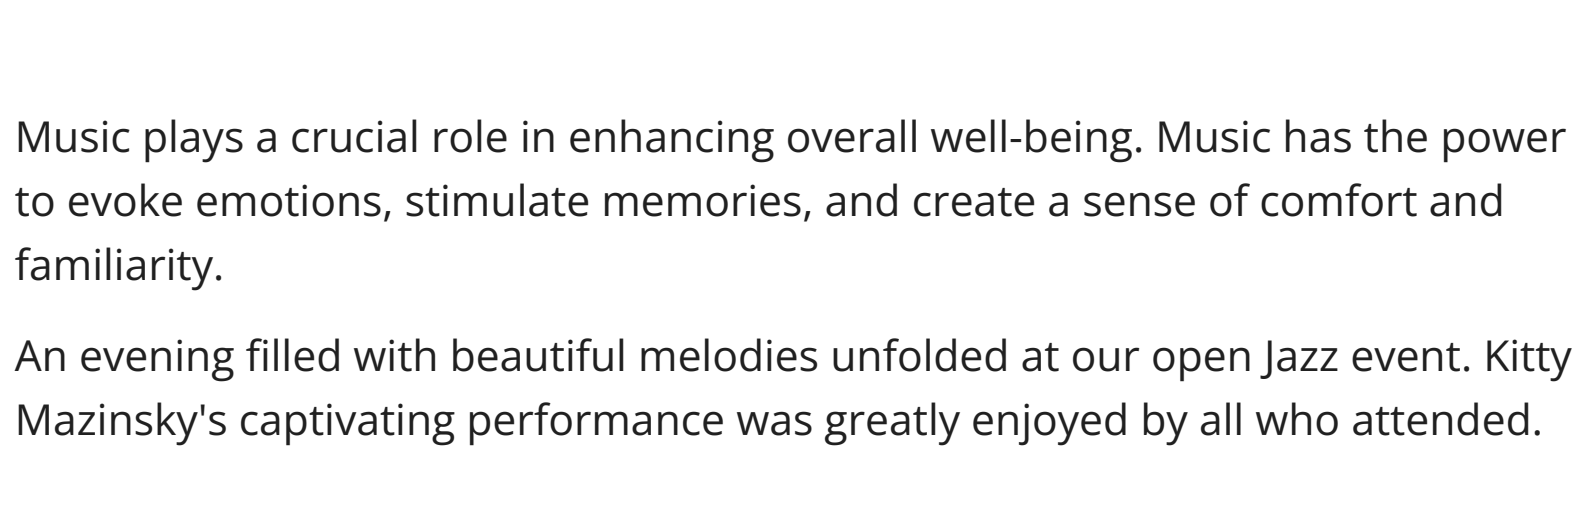 Music plays a crucial role in enhancing overall well-being. Music has the power
to evoke emotions, stimulate memories, and create a sense of comfort and
familiarity.
An evening filled with beautiful melodies unfolded at our open Jazz event. Kitty
Mazinsky's captivating performance was greatly enjoyed by all who attended.